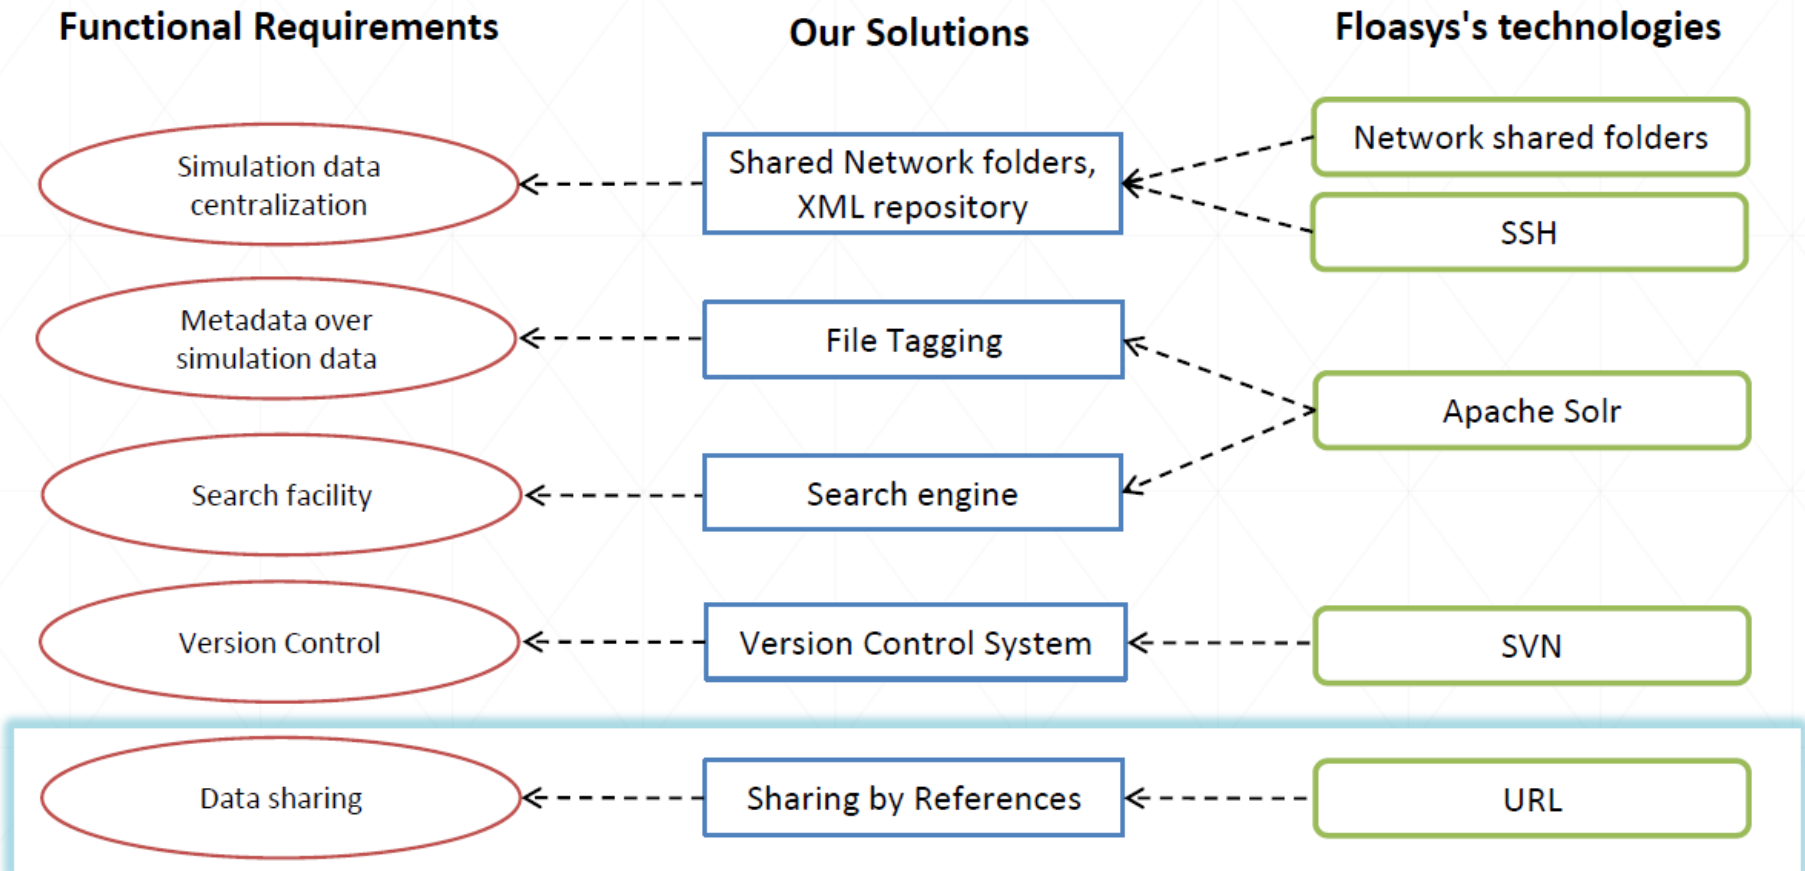 Functional Requirements
Our Solutions
Floasys's technologies
Simulation data
centralization
Shared Network folders,
XML repository
Network shared folders
SSH
Metadata over
simulation data
File Tagging
Apache Solr
Search facility
Search engine
Version Control
Version Control System
SVN
Data sharing
Sharing by References
URL